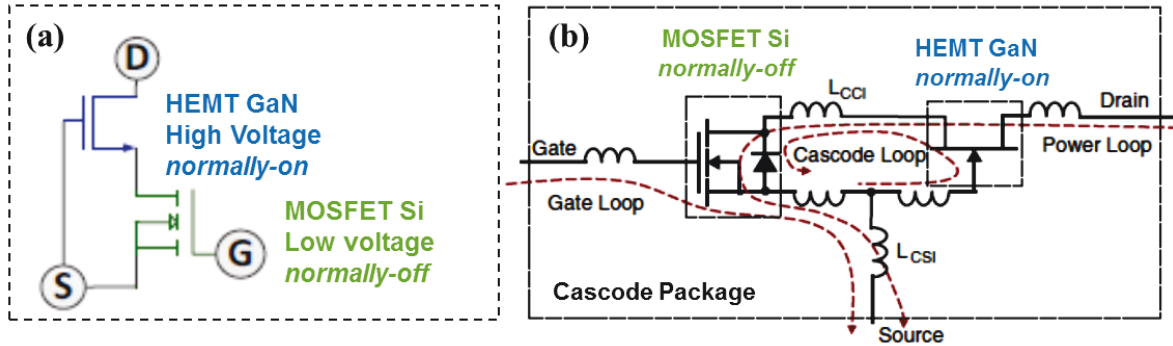 (a)
D
HEMT GaN
High Voltage
normally-on
MOSFET Si
Low voltage
normally-off
S
G
(b)
MOSFET Si
normally-off
HEMT GaN
normally-on
LCCI
Drain
Gate
Cascode Loop
Power Loop
Gate Loop
LCSI
Cascode Package
Source